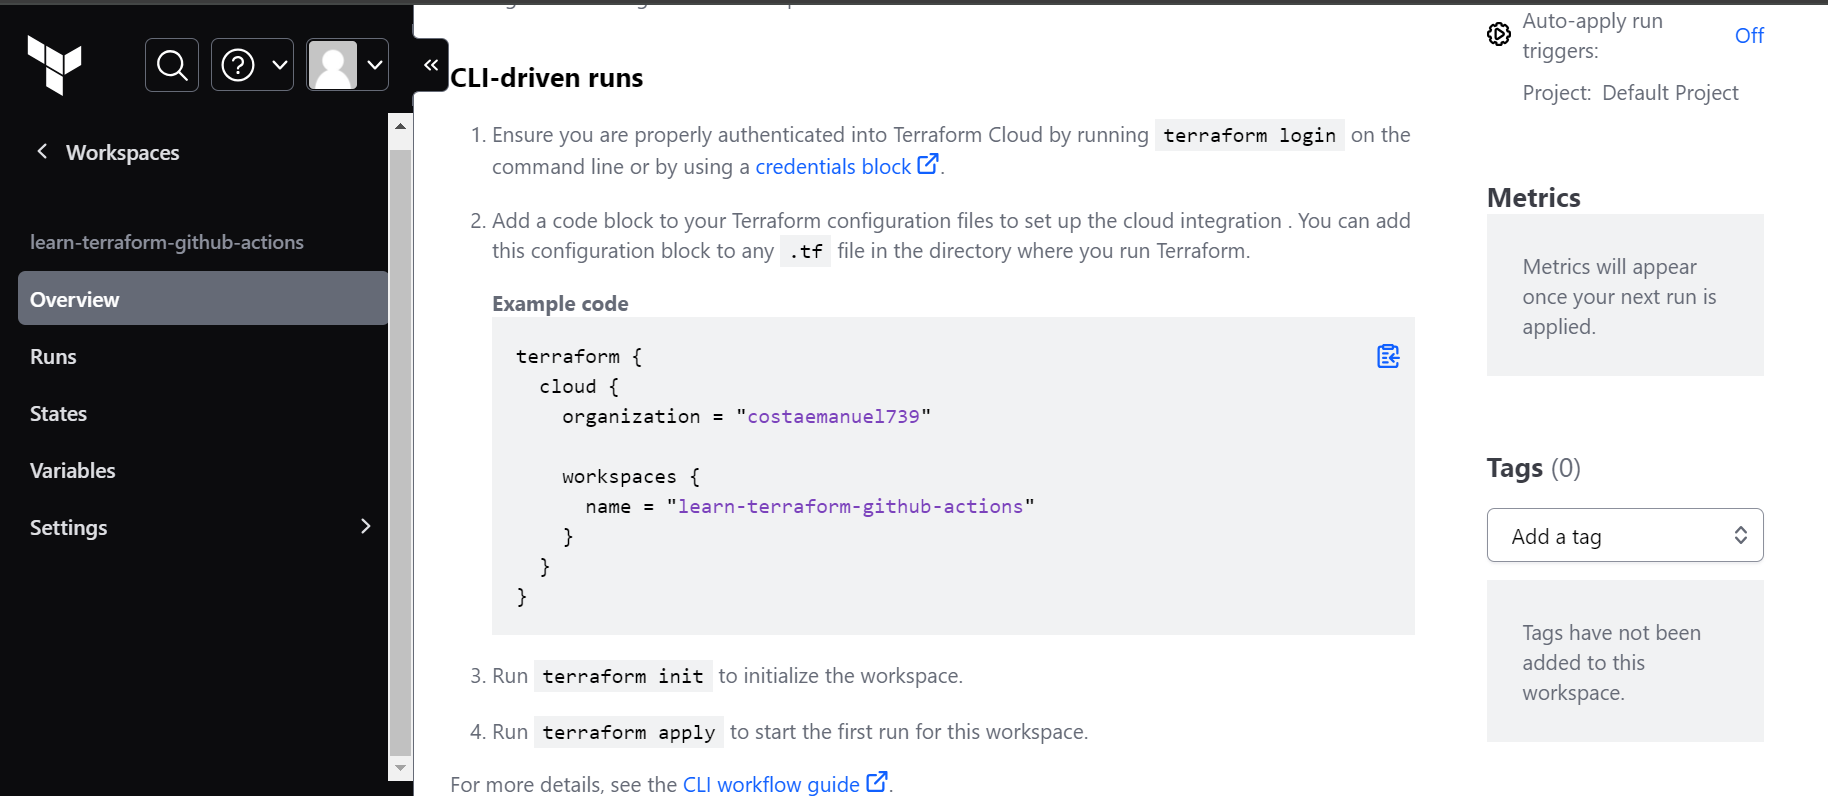 Workspaces
learn-terraform-github-actions
Overview
Runs
States
Variables
Settings
CLI-driven runs
1. Ensure you are properly authenticated into Terraform Cloud by running terraform login on the
command line or by using a credentials block.
2. Add a code block to your Terraform configuration files to set up the cloud integration . You can add
this configuration block to any .tf file in the directory where you run Terraform.
Example code
terraform {
  cloud {
    organization = "costaemanuel739"

    workspaces {
      name = "learn-terraform-github-actions"
    }
  }
}
3. Run terraform init to initialize the workspace.
4. Run terraform apply to start the first run for this workspace.
For more details, see the CLI workflow guide.
Auto-apply run
triggers:
Off
Project: Default Project
Metrics
Metrics will appear
once your next run is
applied.
Tags (0)
Add a tag
Tags have not been
added to this
workspace.